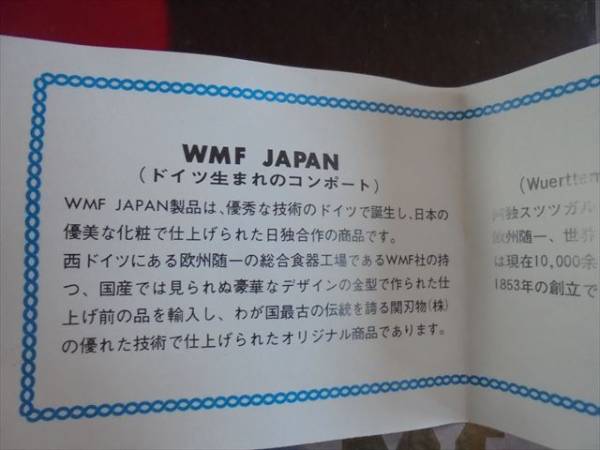 WMF JAPAN
(ドイツ生まれのコンポート)
WMF JAPAN製品は、優秀な技術のドイツで誕生し、日本の
優美な化粧で仕上げられた日独合作の商品です。
西ドイツにある欧州随一の総合食器工場であるWMF社の持
つ、国産では見られぬ豪華なデザインの金型で作られた仕
上げ前の品を輸入し、わが国最古の伝統を誇る関刃物(株)
の優れた技術で仕上げられたオリジナル商品であります。
(Wuerttem
独スツツガル
欧州随一、世界
は現在10,000余
1853年の創立で